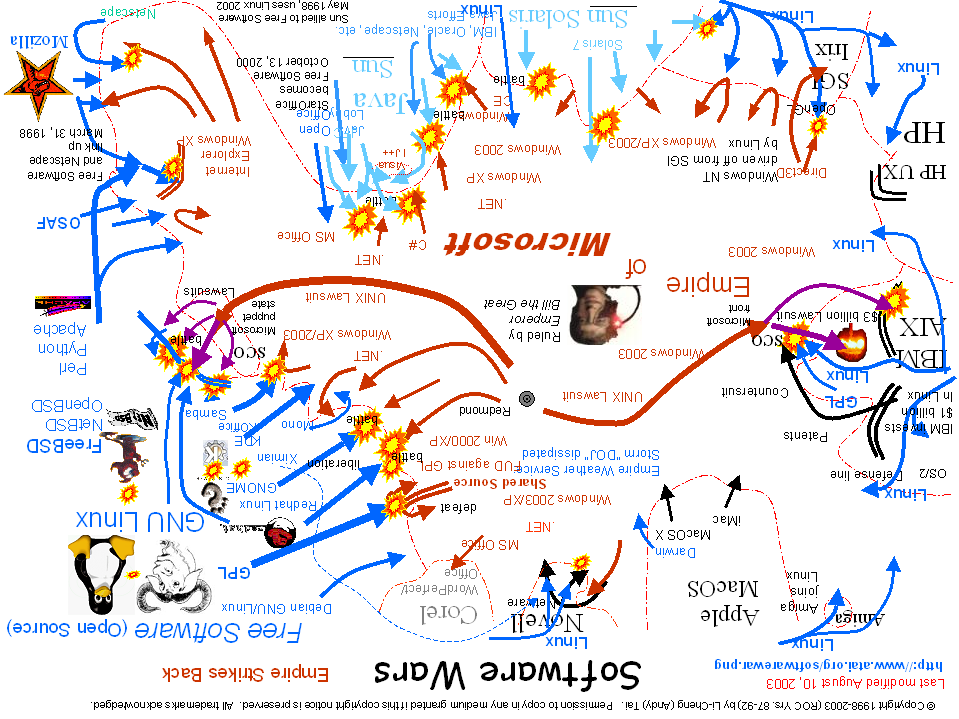 © Copyright 1998-2003 (ROC Yrs. 87-92) by Li-Cheng (Andy) Tai. Permission to copy in any medium granted if this copyright notice is preserved. All trademarks acknowledged.
Last modified August 10, 2003
http://www.atai.org/softwarewar.png
Software Wars
Empire Strikes Back
Linux
Amiga
Amiga
joins
Linux
Apple
MacOS
MacOS X
iMac
Darwin
Linux
Novell
Netware
Corel
WordPerfect/
Office
MS Office
.NET
Windows 2003/XP
Free Software (Open Source)
Debian GNU/Linux
GPL
GNU Linux
Redhat Linux
redhat
defeat
Shared Source
FUD against GPL
Win 2000/XP
Linux
OS/2
Defense line
Patents
IBM invests
$1 billion
in Linux
GPL
Linux
Countersuit
Empire Weather Service:
Storm "DOJ" dissipated
UNIX Lawsuit
Redmond
GNOME
Ximian
KDE
KOffice
Samba
Mono
liberation
battle
battle
FreeBSD
NetBSD
OpenBSD
Perl
Python
Apache
IBM
AIX
$3 billion Lawsuit
SCO
Microsoft
front
Windows 2003
Empire
of
Microsoft
Ruled by
Emperor
Bill the Great
.NET
Windows XP/2003
UNIX Lawsuit
SCO
Microsoft
puppet
state
Lawsuits
battle
Linux
Windows 2003
.NET
MS Office
C#
.NET
Windows XP
Windows 2003
OSAF
HP UX
HP
Linux
Direct3D
OpenGL
Windows NT
driven off from SGI
by Linux
Windows XP/2003
SGI
Irix
Linux
Internet
Explorer
Windows XP
Free Software
and Netscape
link up
March 31, 1998
Mozilla
Netscape
Visual
J++
Java
Lobby
Open
Office
StarOffice
becomes
Free Software
October 13, 2000
Java
Sun
battle
battle
battle
battle
Windows
CE
Solaris 7
Sun Solaris
Linux
IBM, Oracle, Netscape, etc.
Java Efforts
Linux
Sun allied to Free Software
May 1998, uses Linux 2002